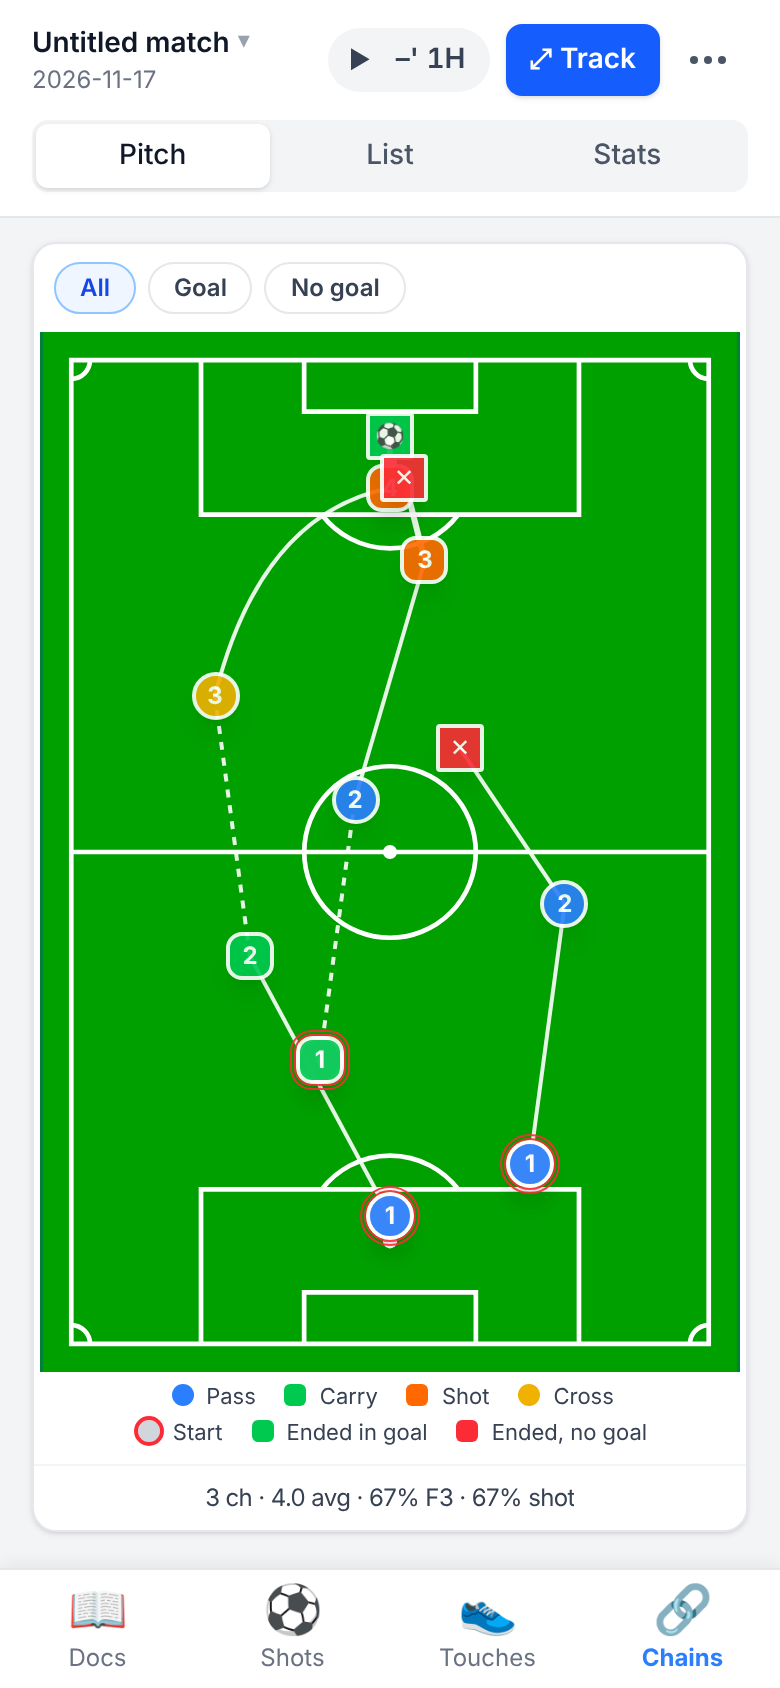 Untitled match ▼
2026-11-17
–' 1H
Track
Pitch
List
Stats
All
Goal
No goal
3
3
2
2
2
1
1
1
Pass
Carry
Shot
Cross
Start
Ended in goal
Ended, no goal
3 ch · 4.0 avg · 67% F3 · 67% shot
Docs
Shots
Touches
Chains